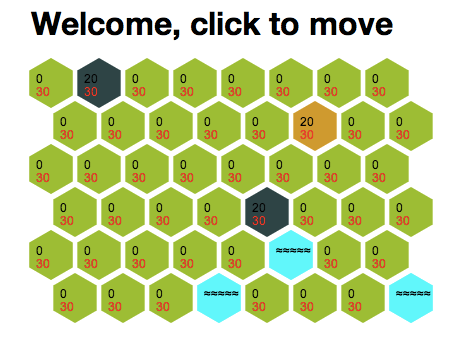 Welcome, click to move
0 20 0 0 0 0 0 0
30 30 30 30 30 30 30 30
0 0 0 0 0 20 0 0
30 30 30 30 30 30 30 30
0 0 0 0 0 0 0 0
30 30 30 30 30 30 30 30
0 0 0 0 20 0 0 0
30 30 30 30 30 30 30 30
0 0 0 0 0 ≈≈≈≈≈ 0 0
30 30 30 30 30 30 30
0 0 0 ≈≈≈≈≈ 0 0 0 ≈≈≈≈≈
30 30 30 30 30 30